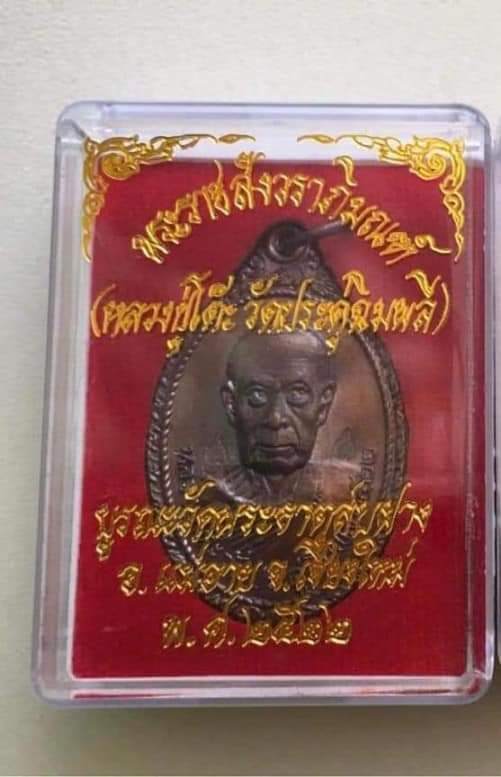 พระราชสังวราภิมณฑ์
(หลวงปู่โต๊ะ วัดประดู่ฉิมพลี)
บูรณะวัดพระธาตุสบฝาง
อ. แม่อาย จ. เชียงใหม่
พ. ศ. ๒๕๒๒